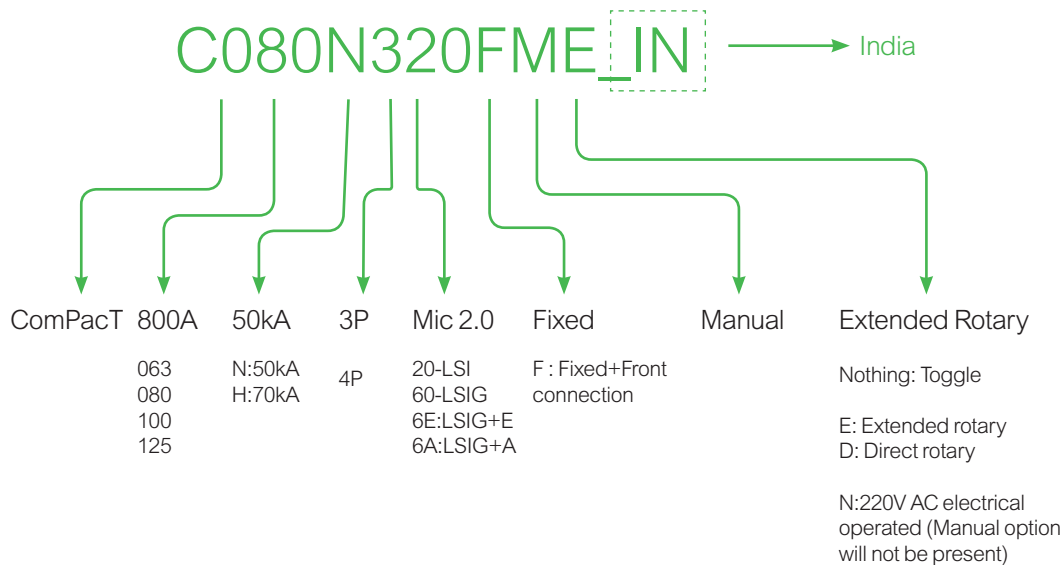 C080N320FME_IN
India
ComPacT
800A
063
080
100
125
50kA
N:50kA
H:70kA
3P
4P
Mic 2.0
20-LSI
60-LSIG
6E:LSIG+E
6A:LSIG+A
Fixed
F : Fixed+Front
connection
Manual
Extended Rotary
Nothing: Toggle
E: Extended rotary
D: Direct rotary
N:220V AC electrical
operated (Manual option
will not be present)